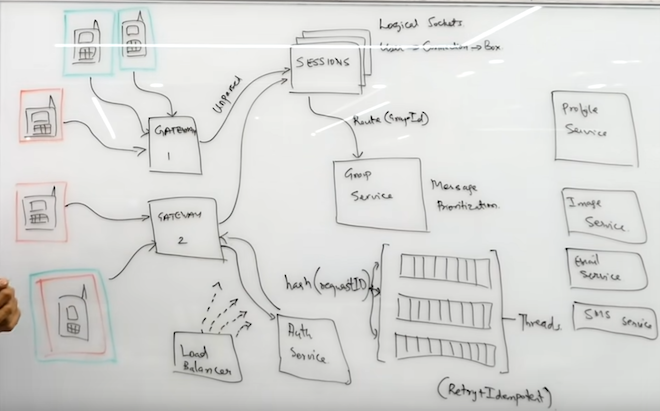 Logical Sockets.
User → Connection → Box
SESSIONS
Unparsed
GATEWAY
1
Route (GroupId)
Profile
Service
Group
Service
Message
Prioritization.
GATEWAY
2
Image
Service.
Email
Service
SMS Service
hash(requestID)
Threads
Auth
Service
Load
Balancer
(Retry+Idempotent)